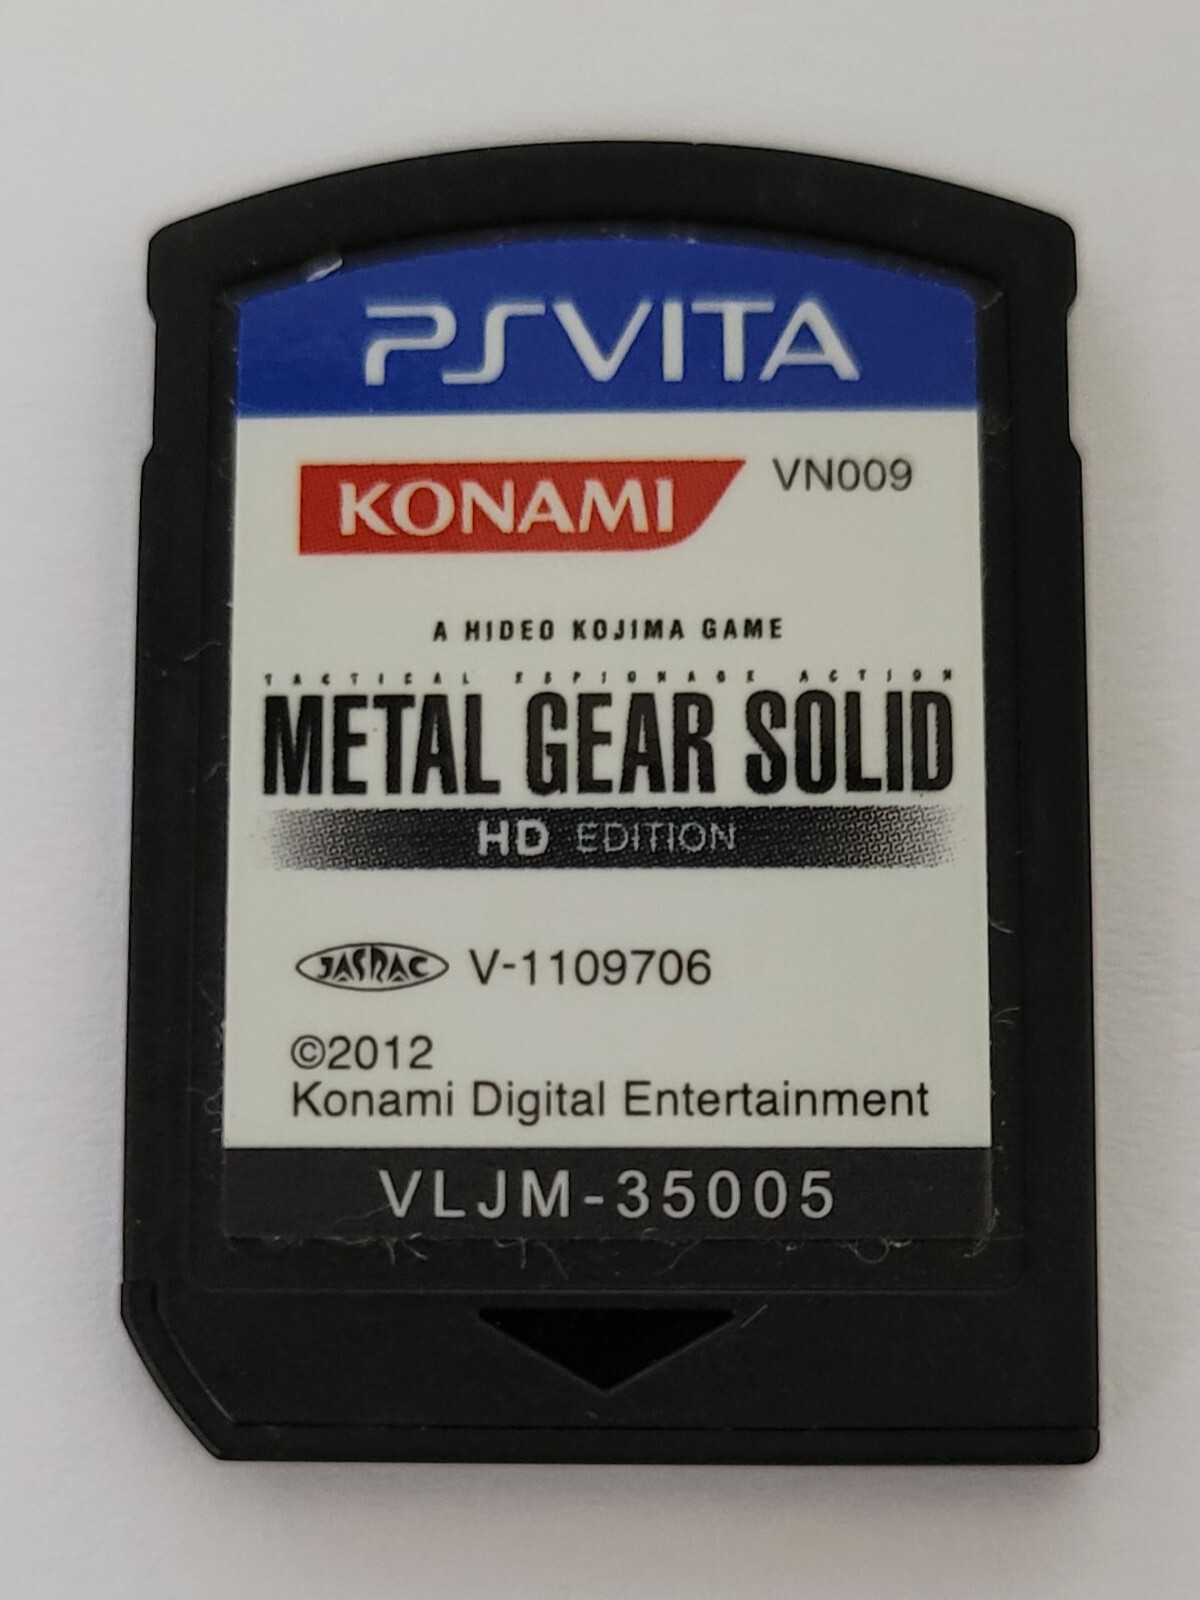 PSVITA
KONAMI VN009
A HIDEO KOJIMA GAME
TACTICAL ESPIONAGE ACTION
METAL GEAR SOLID
HD EDITION
JASRAC V-1109706
©2012
Konami Digital Entertainment
VLJM-35005